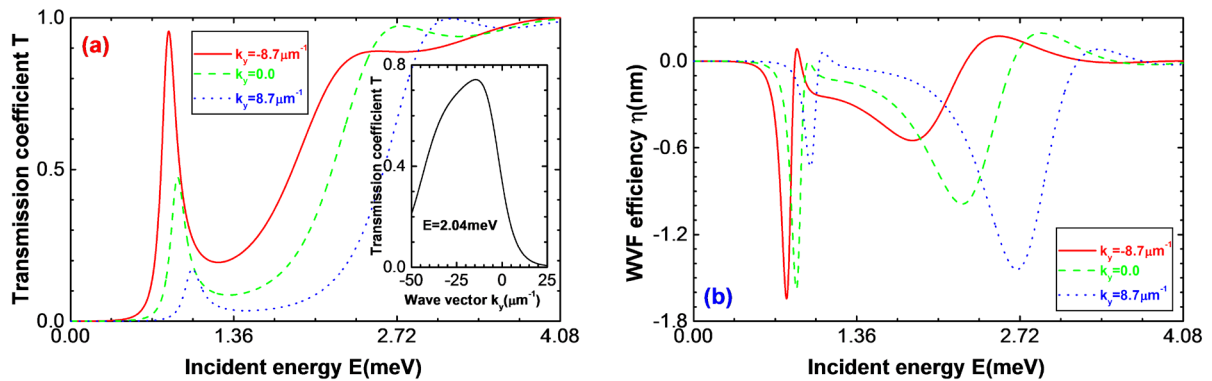 (a)
Transmission coefficient T
1.0
0.5
0.0
k_y=-8.7μm⁻¹
k_y=0.0
k_y=8.7μm⁻¹
Transmission coefficient T
0.8
0.4
0.0
E=2.04meV
-50 -25 0 25
Wave vector k_y(μm⁻¹)
0.00 1.36 2.72 4.08
Incident energy E(meV)
WVF efficiency η(nm)
0.0
-0.6
-1.2
-1.8
k_y=-8.7μm⁻¹
k_y=0.0
k_y=8.7μm⁻¹
(b)
0.00 1.36 2.72 4.08
Incident energy E(meV)